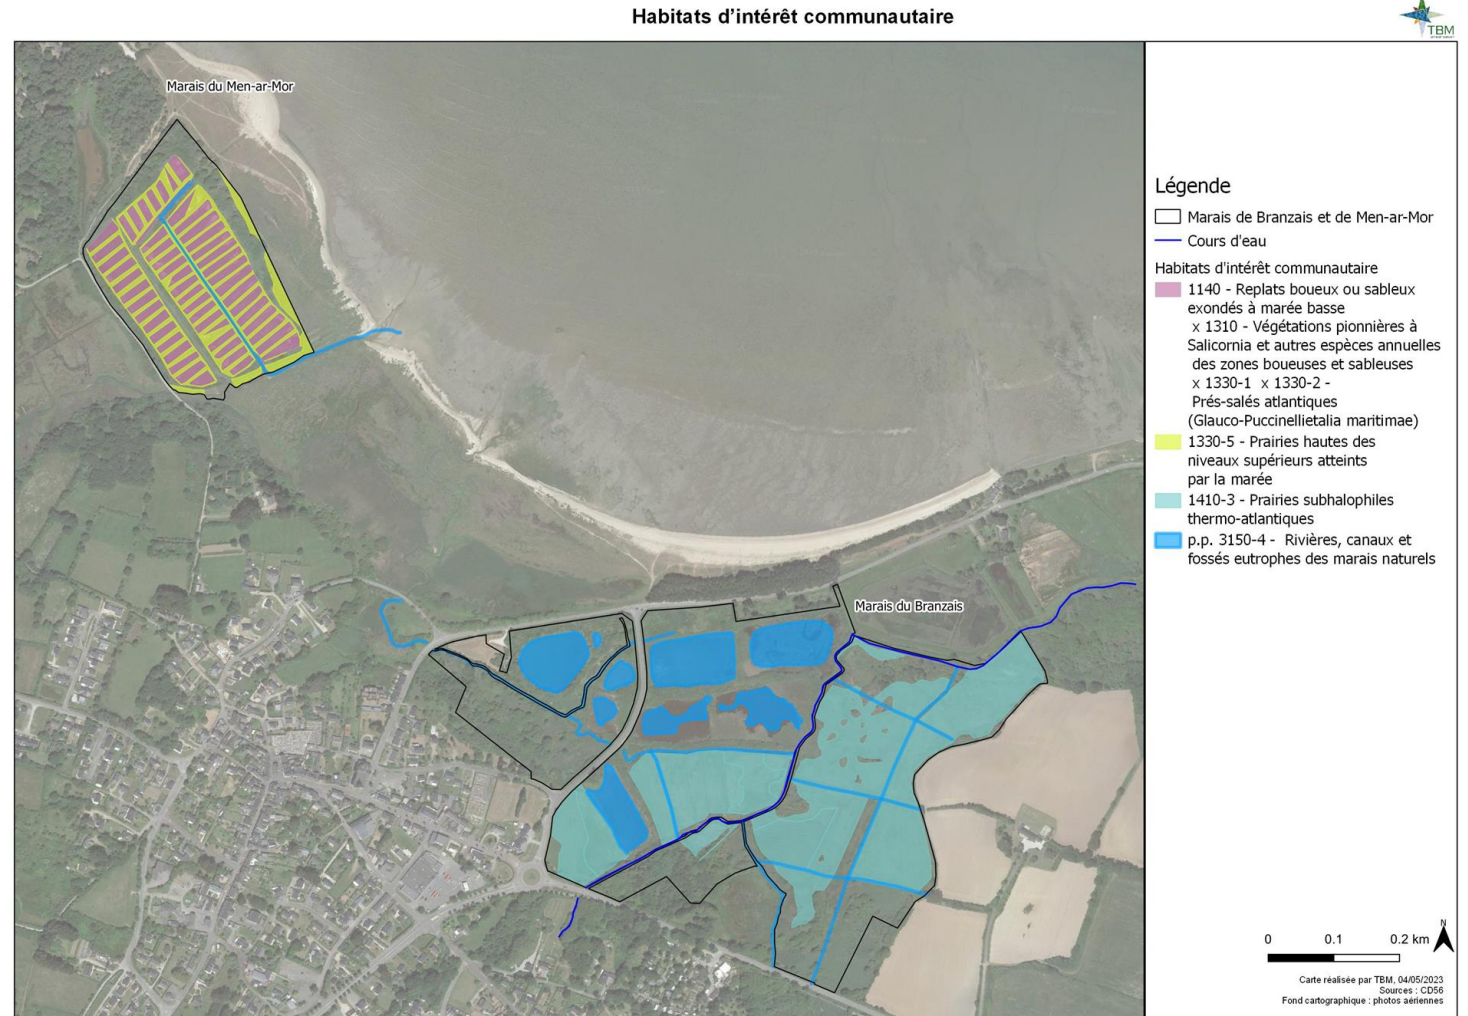 Habitats d'intérêt communautaire
TBM
Marais du Men-ar-Mor
Marais du Branzais
Légende
Marais de Branzais et de Men-ar-Mor
Cours d'eau
Habitats d'intérêt communautaire
1140 - Replats boueux ou sableux
exondés à marée basse
x 1310 - Végétations pionnières à
Salicornia et autres espèces annuelles
des zones boueuses et sableuses
x 1330-1 x 1330-2 -
Prés-salés atlantiques
(Glauco-Puccinellietalia maritimae)
1330-5 - Prairies hautes des
niveaux supérieurs atteints
par la marée
1410-3 - Prairies subhalophiles
thermo-atlantiques
p.p. 3150-4 - Rivières, canaux et
fossés eutrophes des marais naturels
N
0 0.1 0.2 km
Carte réalisée par TBM, 04/05/2023
Sources : CD56
Fond cartographique : photos aériennes